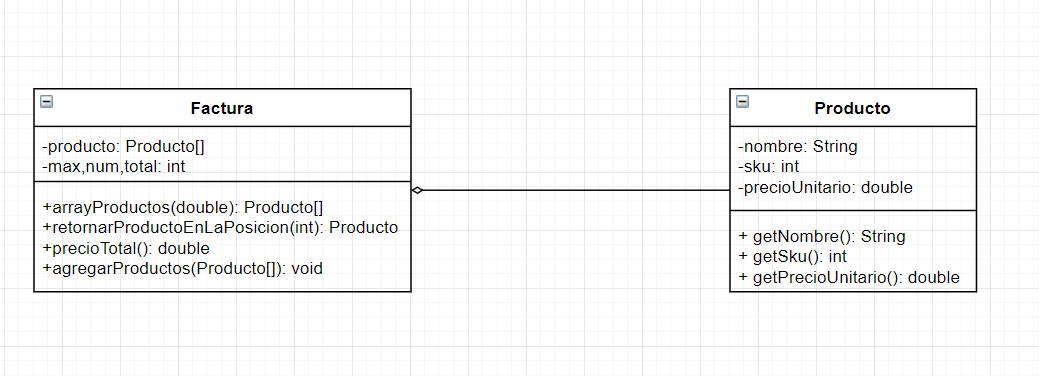 Factura
-producto: Producto[]
-max,num,total: int
+arrayProductos(double): Producto[]
+retornarProductoEnLaPosicion(int): Producto
+precioTotal(): double
+agregarProductos(Producto[]): void
Producto
-nombre: String
-sku: int
-precioUnitario: double
+ getNombre(): String
+ getSku(): int
+ getPrecioUnitario(): double